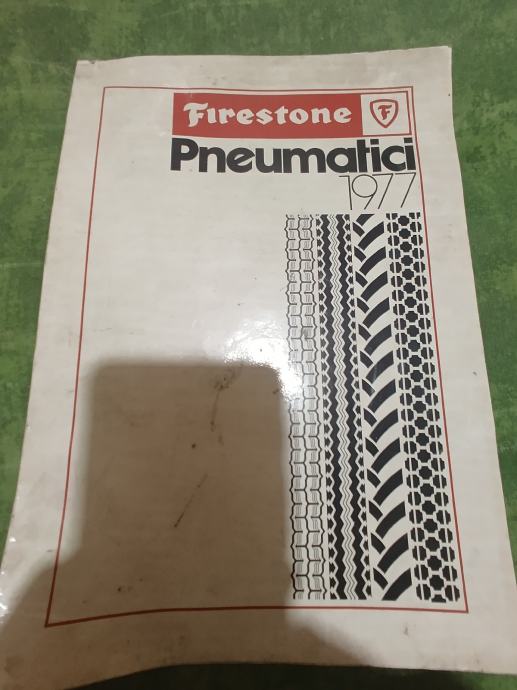 Firestone
F
Pneumatici
1977